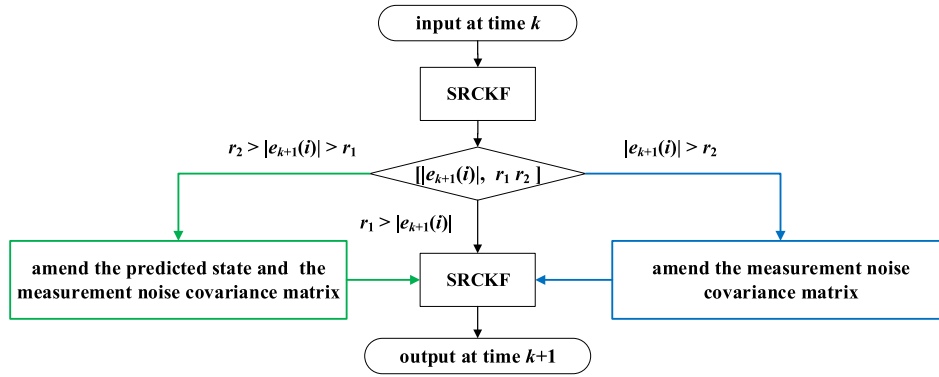 input at time k
SRCKF
r₂ > |eₖ₊₁(i)| > r₁
|eₖ₊₁(i)| > r₂
[|eₖ₊₁(i)|, r₁ r₂ ]
r₁ > |eₖ₊₁(i)|
amend the predicted state and the
measurement noise covariance matrix
SRCKF
amend the measurement noise
covariance matrix
output at time k+1